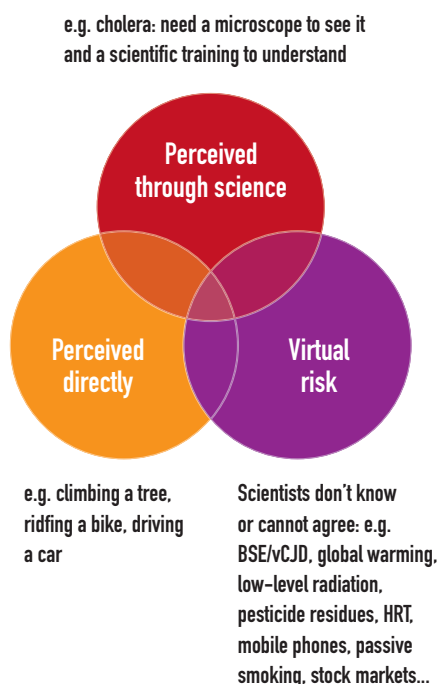 e.g. cholera: need a microscope to see it
and a scientific training to understand
Perceived
through science
Perceived
directly
Virtual
risk
e.g. climbing a tree,
ridfing a bike, driving
a car
Scientists don't know
or cannot agree: e.g.
BSE/vCJD, global warming,
low-level radiation,
pesticide residues, HRT,
mobile phones, passive
smoking, stock markets...